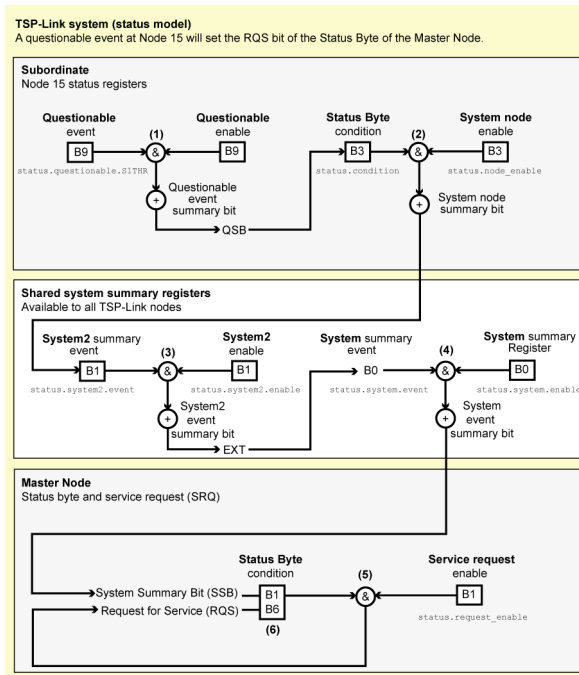 TSP-Link system (status model)
A questionable event at Node 15 will set the RQS bit of the Status Byte of the Master Node.
Subordinate
Node 15 status registers
Questionable
event
(1)
Questionable
enable
Status Byte
condition
(2)
System node
enable
B9
&
B9
B3
&
B3
status.questionable.S1THR
status.condition
status.node_enable
+
Questionable
event
summary bit
+
System node
summary bit
QSB
Shared system summary registers
Available to all TSP-Link nodes
System2 summary
event
(3)
System2
enable
System summary
event
(4)
System summary
Register
B1
&
B1
B0
&
B0
status.system2.event
status.system2.enable
status.system.event
status.system.enable
+
System2
event
summary bit
+
System
event
summary bit
EXT
Master Node
Status byte and service request (SRQ)
Status Byte
condition
(5)
Service request
enable
System Summary Bit (SSB)
B1
&
B1
Request for Service (RQS)
B6
(6)
status.request_enable